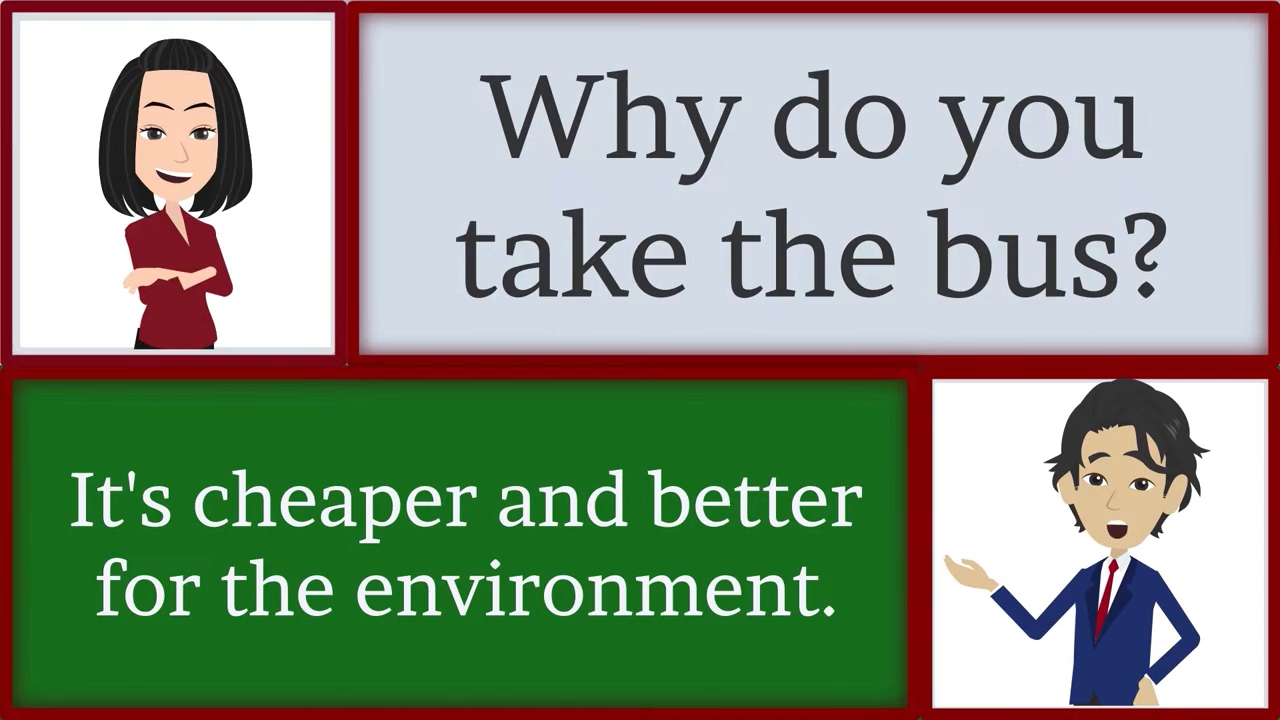 Why do you
take the bus?
It's cheaper and better
for the environment.